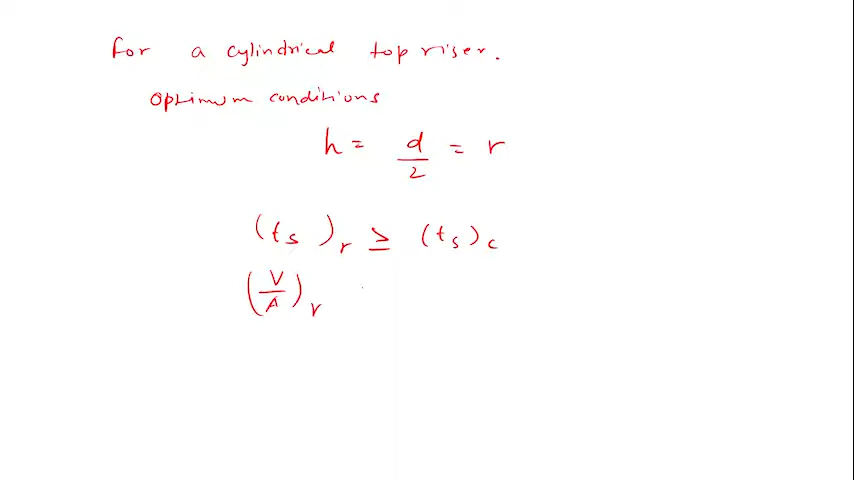 for a cylindrical top riser.
optimum conditions
h = d/2 = r
(ts)r ≥ (ts)c
(V/A)r